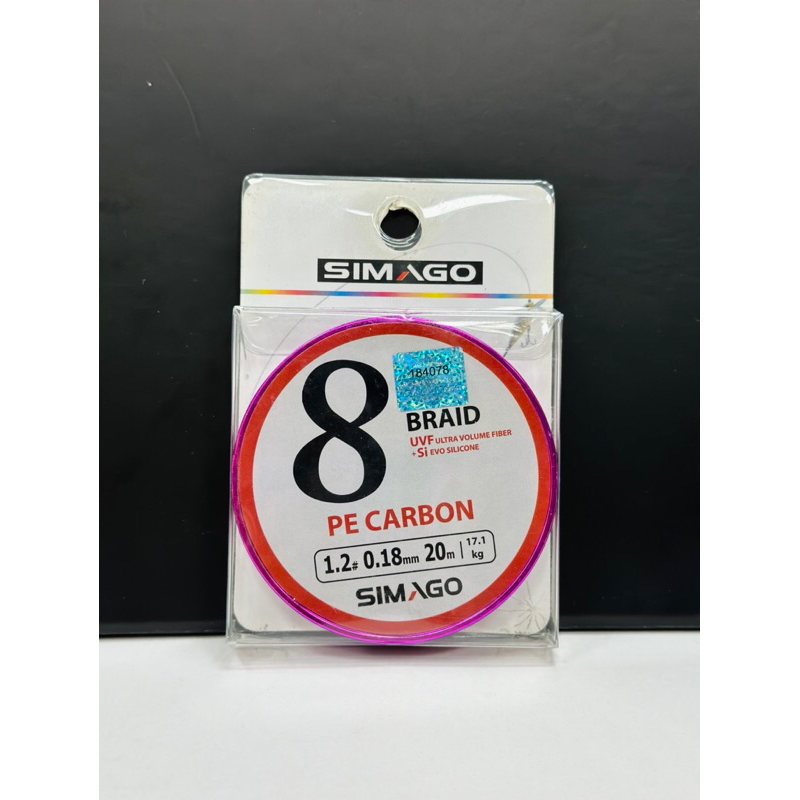 SIMAGO
184078
8
BRAID
UVF ULTRA VOLUME FIBER
+Si EVO SILICONE
PE CARBON
1.2# 0.18mm 20m 17.1 kg
SIMAGO